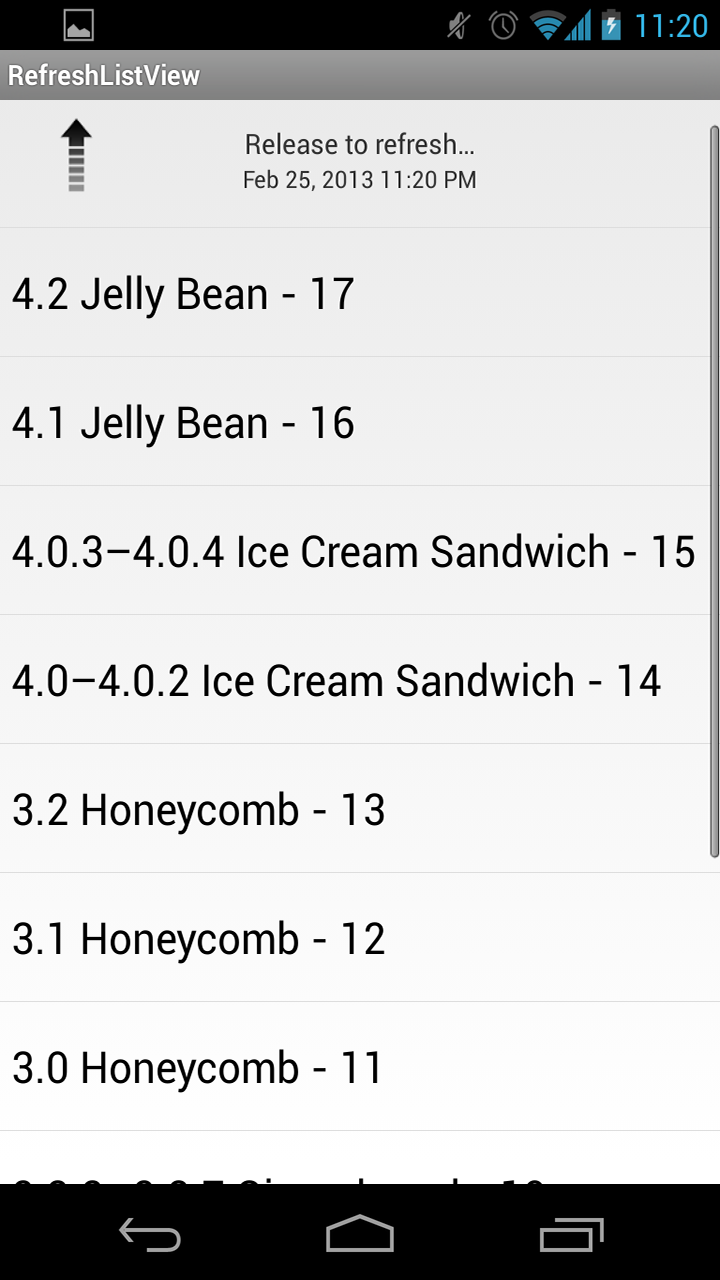 11:20
RefreshListView
Release to refresh...
Feb 25, 2013 11:20 PM
4.2 Jelly Bean - 17
4.1 Jelly Bean - 16
4.0.3–4.0.4 Ice Cream Sandwich - 15
4.0–4.0.2 Ice Cream Sandwich - 14
3.2 Honeycomb - 13
3.1 Honeycomb - 12
3.0 Honeycomb - 11